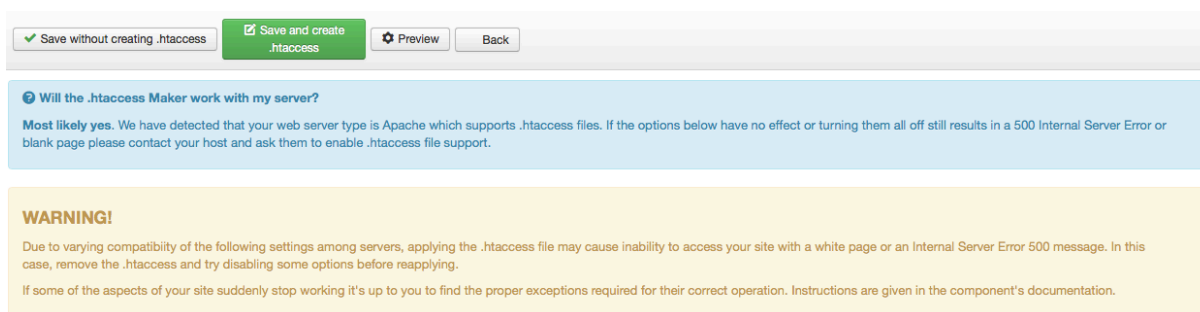 Save without creating .htaccess
Save and create
.htaccess
Preview
Back
Will the .htaccess Maker work with my server?
Most likely yes. We have detected that your web server type is Apache which supports .htaccess files. If the options below have no effect or turning them all off still results in a 500 Internal Server Error or
blank page please contact your host and ask them to enable .htaccess file support.
WARNING!
Due to varying compatibiity of the following settings among servers, applying the .htaccess file may cause inability to access your site with a white page or an Internal Server Error 500 message. In this
case, remove the .htaccess and try disabling some options before reapplying.
If some of the aspects of your site suddenly stop working it's up to you to find the proper exceptions required for their correct operation. Instructions are given in the component's documentation.